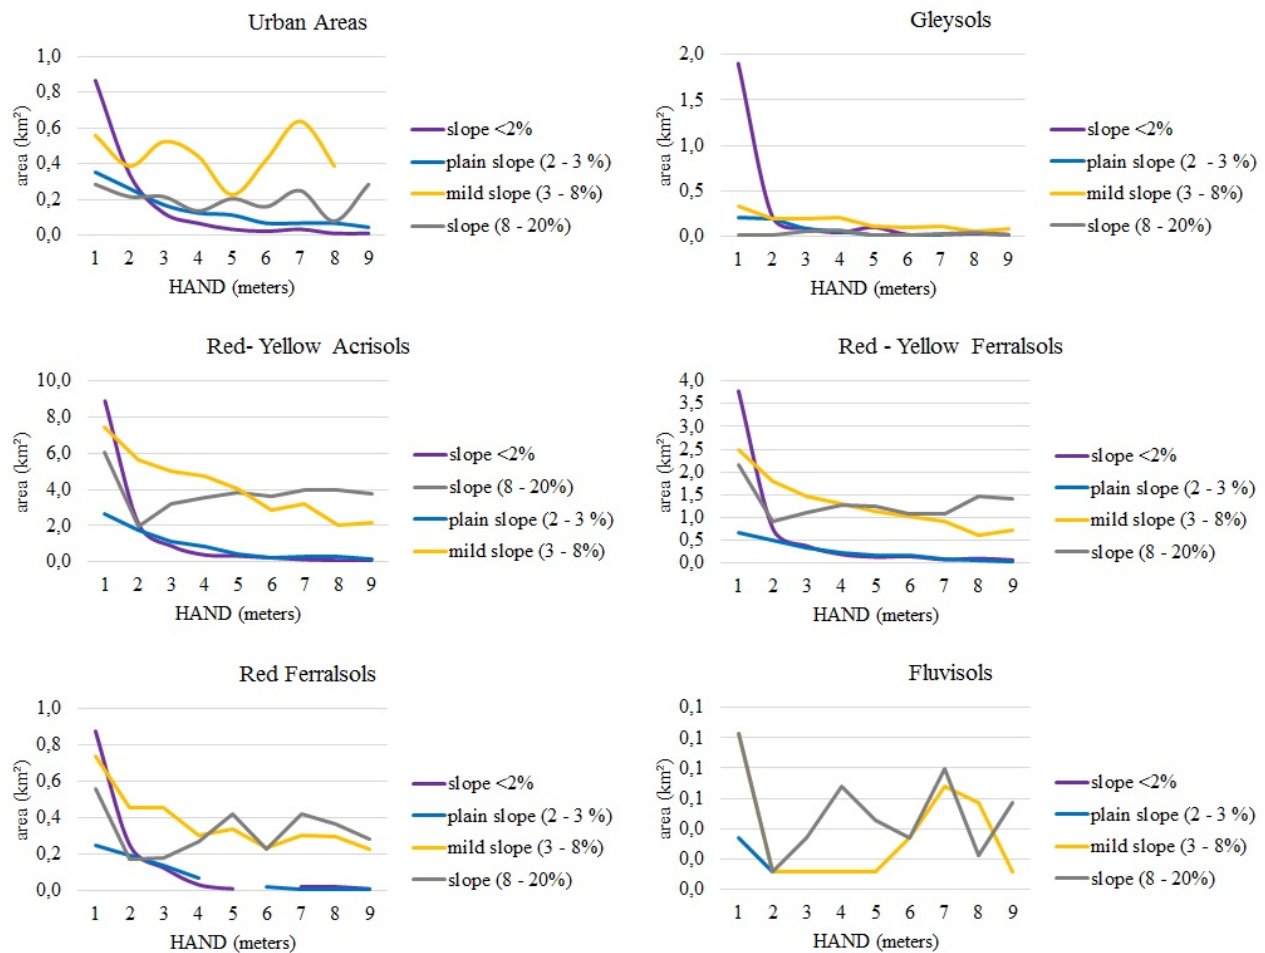 Urban Areas
1,0
0,8
0,6
0,4
0,2
0,0
area (km²)
1 2 3 4 5 6 7 8 9
HAND (meters)
slope <2%
plain slope (2 - 3 %)
mild slope (3 - 8%)
slope (8 - 20%)
Gleysols
2,0
1,5
1,0
0,5
0,0
area (km²)
1 2 3 4 5 6 7 8 9
HAND (meters)
slope <2%
plain slope (2 - 3 %)
mild slope (3 - 8%)
slope (8 - 20%)
Red- Yellow Acrisols
10,0
8,0
6,0
4,0
2,0
0,0
area (km²)
1 2 3 4 5 6 7 8 9
HAND (meters)
slope <2%
slope (8 - 20%)
plain slope (2 - 3 %)
mild slope (3 - 8%)
Red - Yellow Ferralsols
4,0
3,5
3,0
2,5
2,0
1,5
1,0
0,5
0,0
area (km²)
1 2 3 4 5 6 7 8 9
HAND (meters)
slope <2%
plain slope (2 - 3 %)
mild slope (3 - 8%)
slope (8 - 20%)
Red Ferralsols
1,0
0,8
0,6
0,4
0,2
0,0
area (km²)
1 2 3 4 5 6 7 8 9
HAND (meters)
slope <2%
plain slope (2 - 3 %)
mild slope (3 - 8%)
slope (8 - 20%)
Fluvisols
0,1
0,1
0,1
0,1
0,0
0,0
0,0
area (km²)
1 2 3 4 5 6 7 8 9
HAND (meters)
slope <2%
plain slope (2 - 3 %)
mild slope (3 - 8%)
slope (8 - 20%)